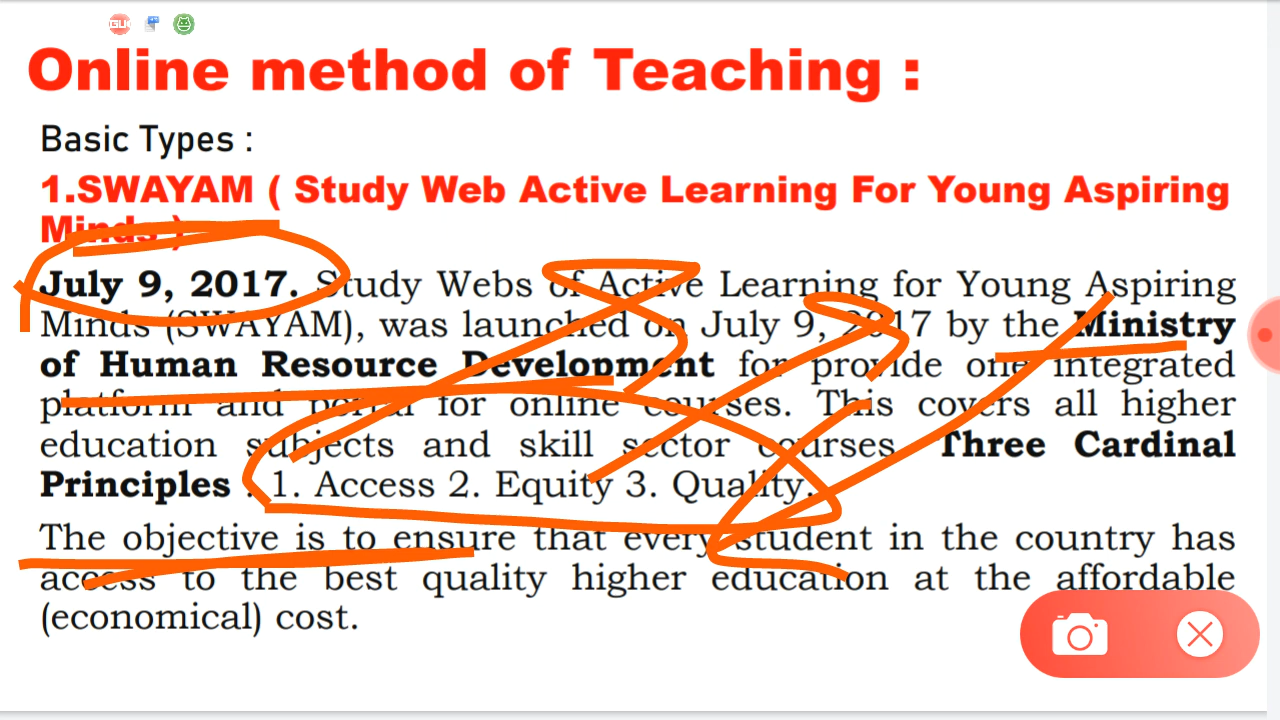 Online method of Teaching :
Basic Types :
1.SWAYAM ( Study Web Active Learning For Young Aspiring
Minds )
July 9, 2017. Study Webs of Active Learning for Young Aspiring
Minds (SWAYAM), was launched on July 9, 2017 by the Ministry
of Human Resource Development for provide one integrated
platform and portal for online courses. This covers all higher
education subjects and skill sector courses Three Cardinal
Principles : 1. Access 2. Equity 3. Quality.
The objective is to ensure that every student in the country has
access to the best quality higher education at the affordable
(economical) cost.